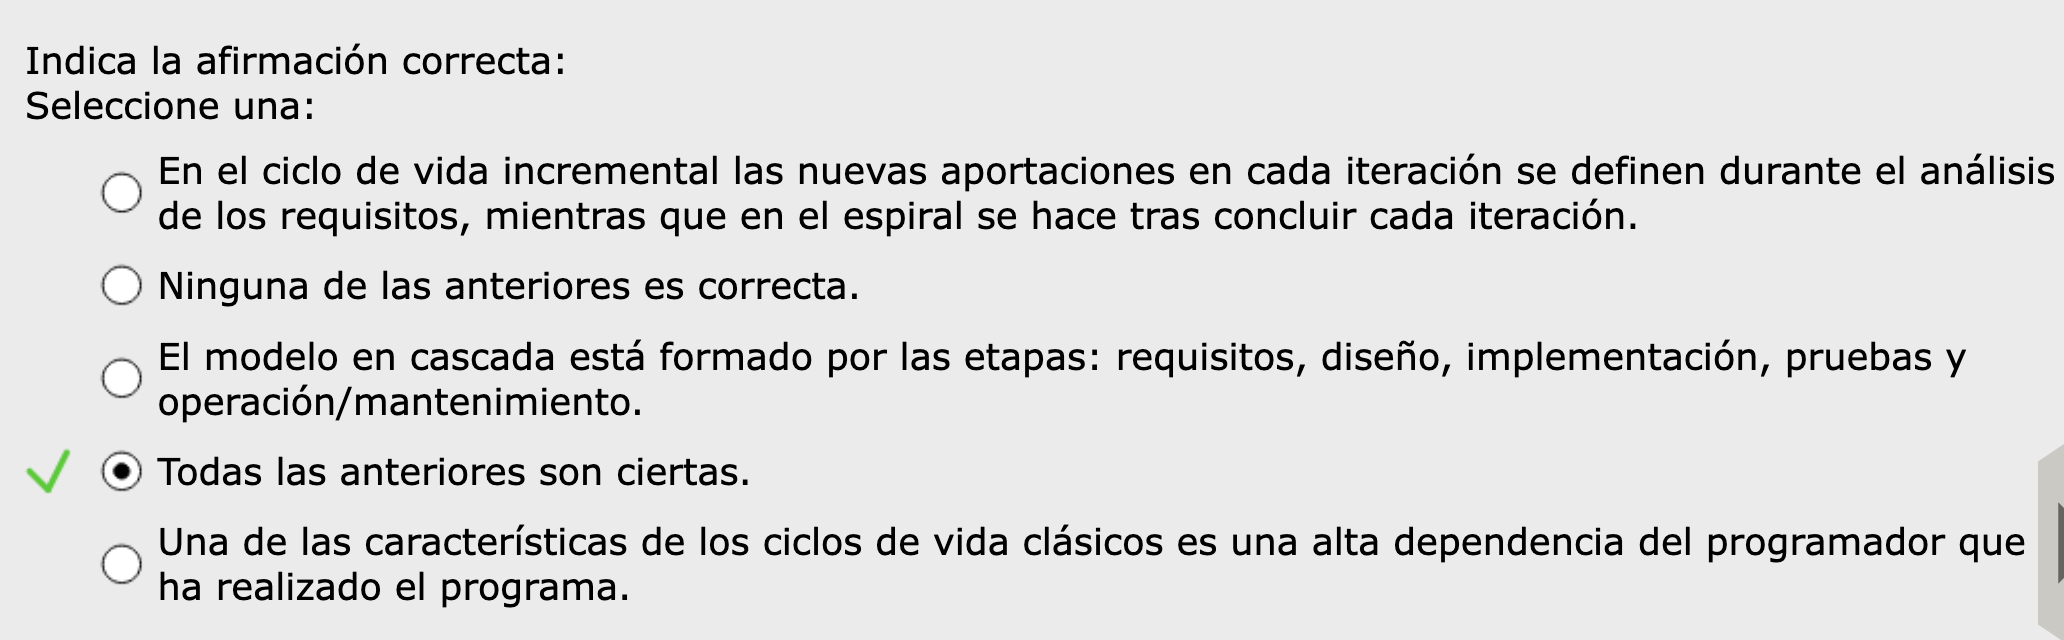 Indica la afirmación correcta:
Seleccione una:
En el ciclo de vida incremental las nuevas aportaciones en cada iteración se definen durante el análisis
de los requisitos, mientras que en el espiral se hace tras concluir cada iteración.
Ninguna de las anteriores es correcta.
El modelo en cascada está formado por las etapas: requisitos, diseño, implementación, pruebas y
operación/mantenimiento.
Todas las anteriores son ciertas.
Una de las características de los ciclos de vida clásicos es una alta dependencia del programador que
ha realizado el programa.